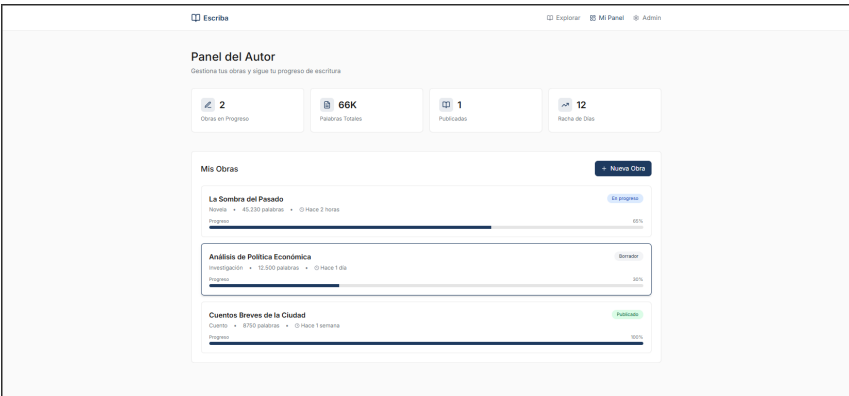 Escriba
Explorar Mi Panel Admin
Panel del Autor
Gestiona tus obras y sigue tu progreso de escritura
2
Obras en Progreso
66K
Palabras Totales
1
Publicadas
12
Racha de Días
Mis Obras
+ Nueva Obra
La Sombra del Pasado
En progreso
Novela • 45.230 palabras • Hace 2 horas
Progreso 65%
Análisis de Política Económica
Borrador
Investigación • 12.500 palabras • Hace 1 día
Progreso 30%
Cuentos Breves de la Ciudad
Publicado
Cuento • 8750 palabras • Hace 1 semana
Progreso 100%